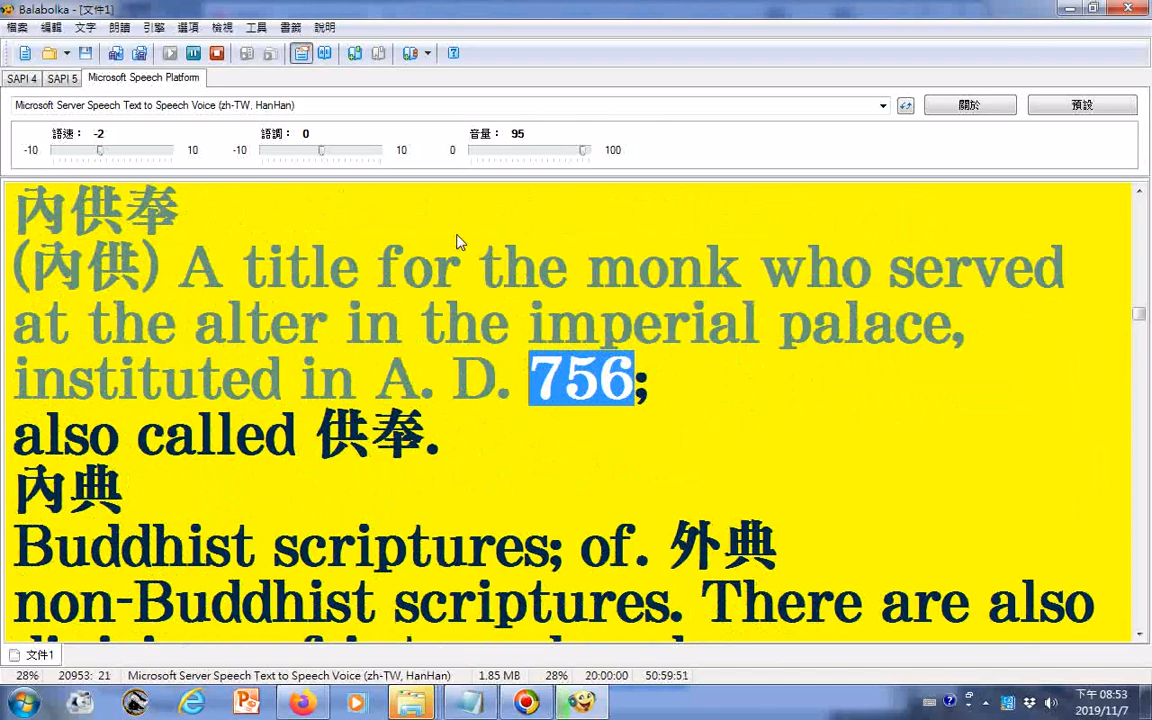 Balabolka - [文件1]
檔案 編輯 文字 朗讀 引擎 選項 檢視 工具 書籤 說明
SAPI 4 SAPI 5 Microsoft Speech Platform
Microsoft Server Speech Text to Speech Voice (zh-TW, HanHan) 關於 預設
語速： -2 語調： 0 音量： 95
-10 10 -10 10 0 100
內供奉
(內供) A title for the monk who served
at the alter in the imperial palace,
instituted in A. D. 756;
also called 供奉.
內典
Buddhist scriptures; of. 外典
non-Buddhist scriptures. There are also
文件1
28% 20953: 21 Microsoft Server Speech Text to Speech Voice (zh-TW, HanHan) 1.85 MB 28% 20:00:00 50:59:51
下午 08:53
2019/11/7